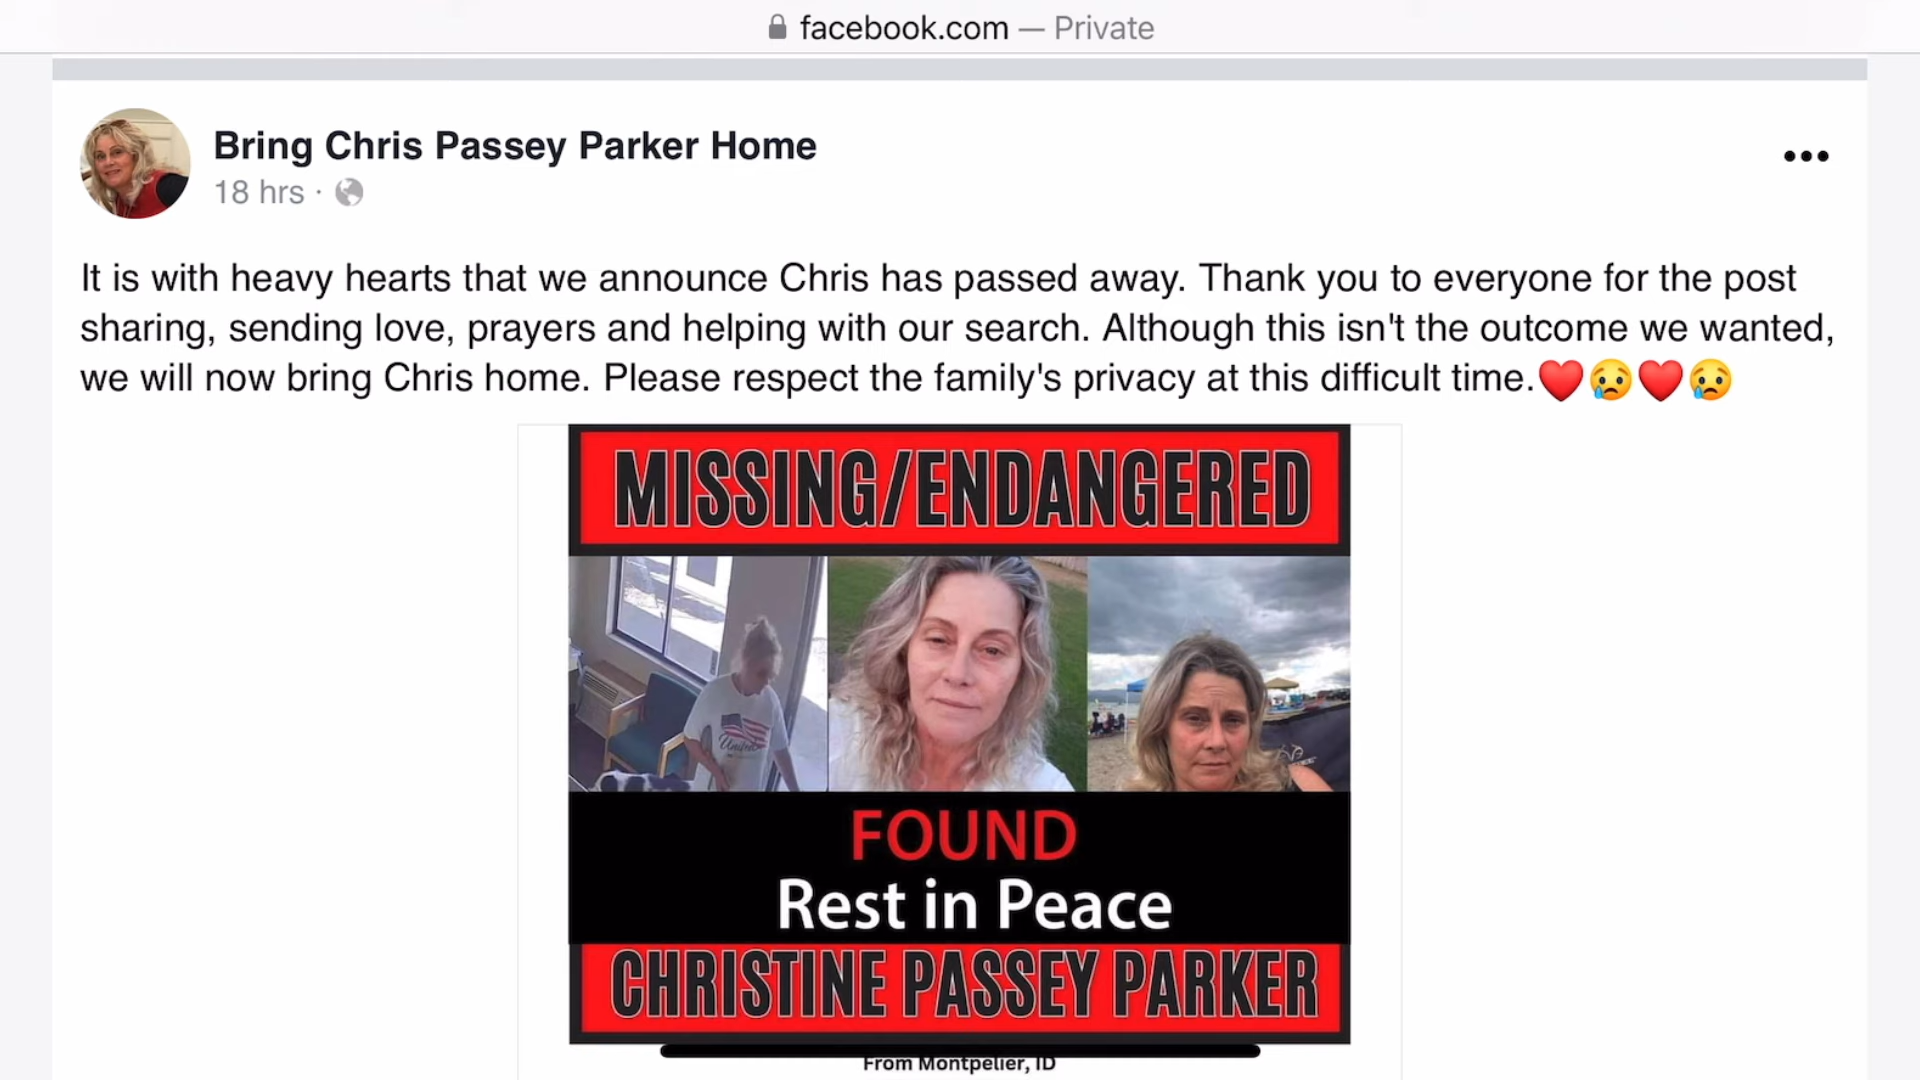 facebook.com — Private
Bring Chris Passey Parker Home
18 hrs ·
It is with heavy hearts that we announce Chris has passed away. Thank you to everyone for the post
sharing, sending love, prayers and helping with our search. Although this isn't the outcome we wanted,
we will now bring Chris home. Please respect the family's privacy at this difficult time.❤️😢❤️😢
MISSING/ENDANGERED
United
FOUND
Rest in Peace
CHRISTINE PASSEY PARKER
From Montpelier, ID